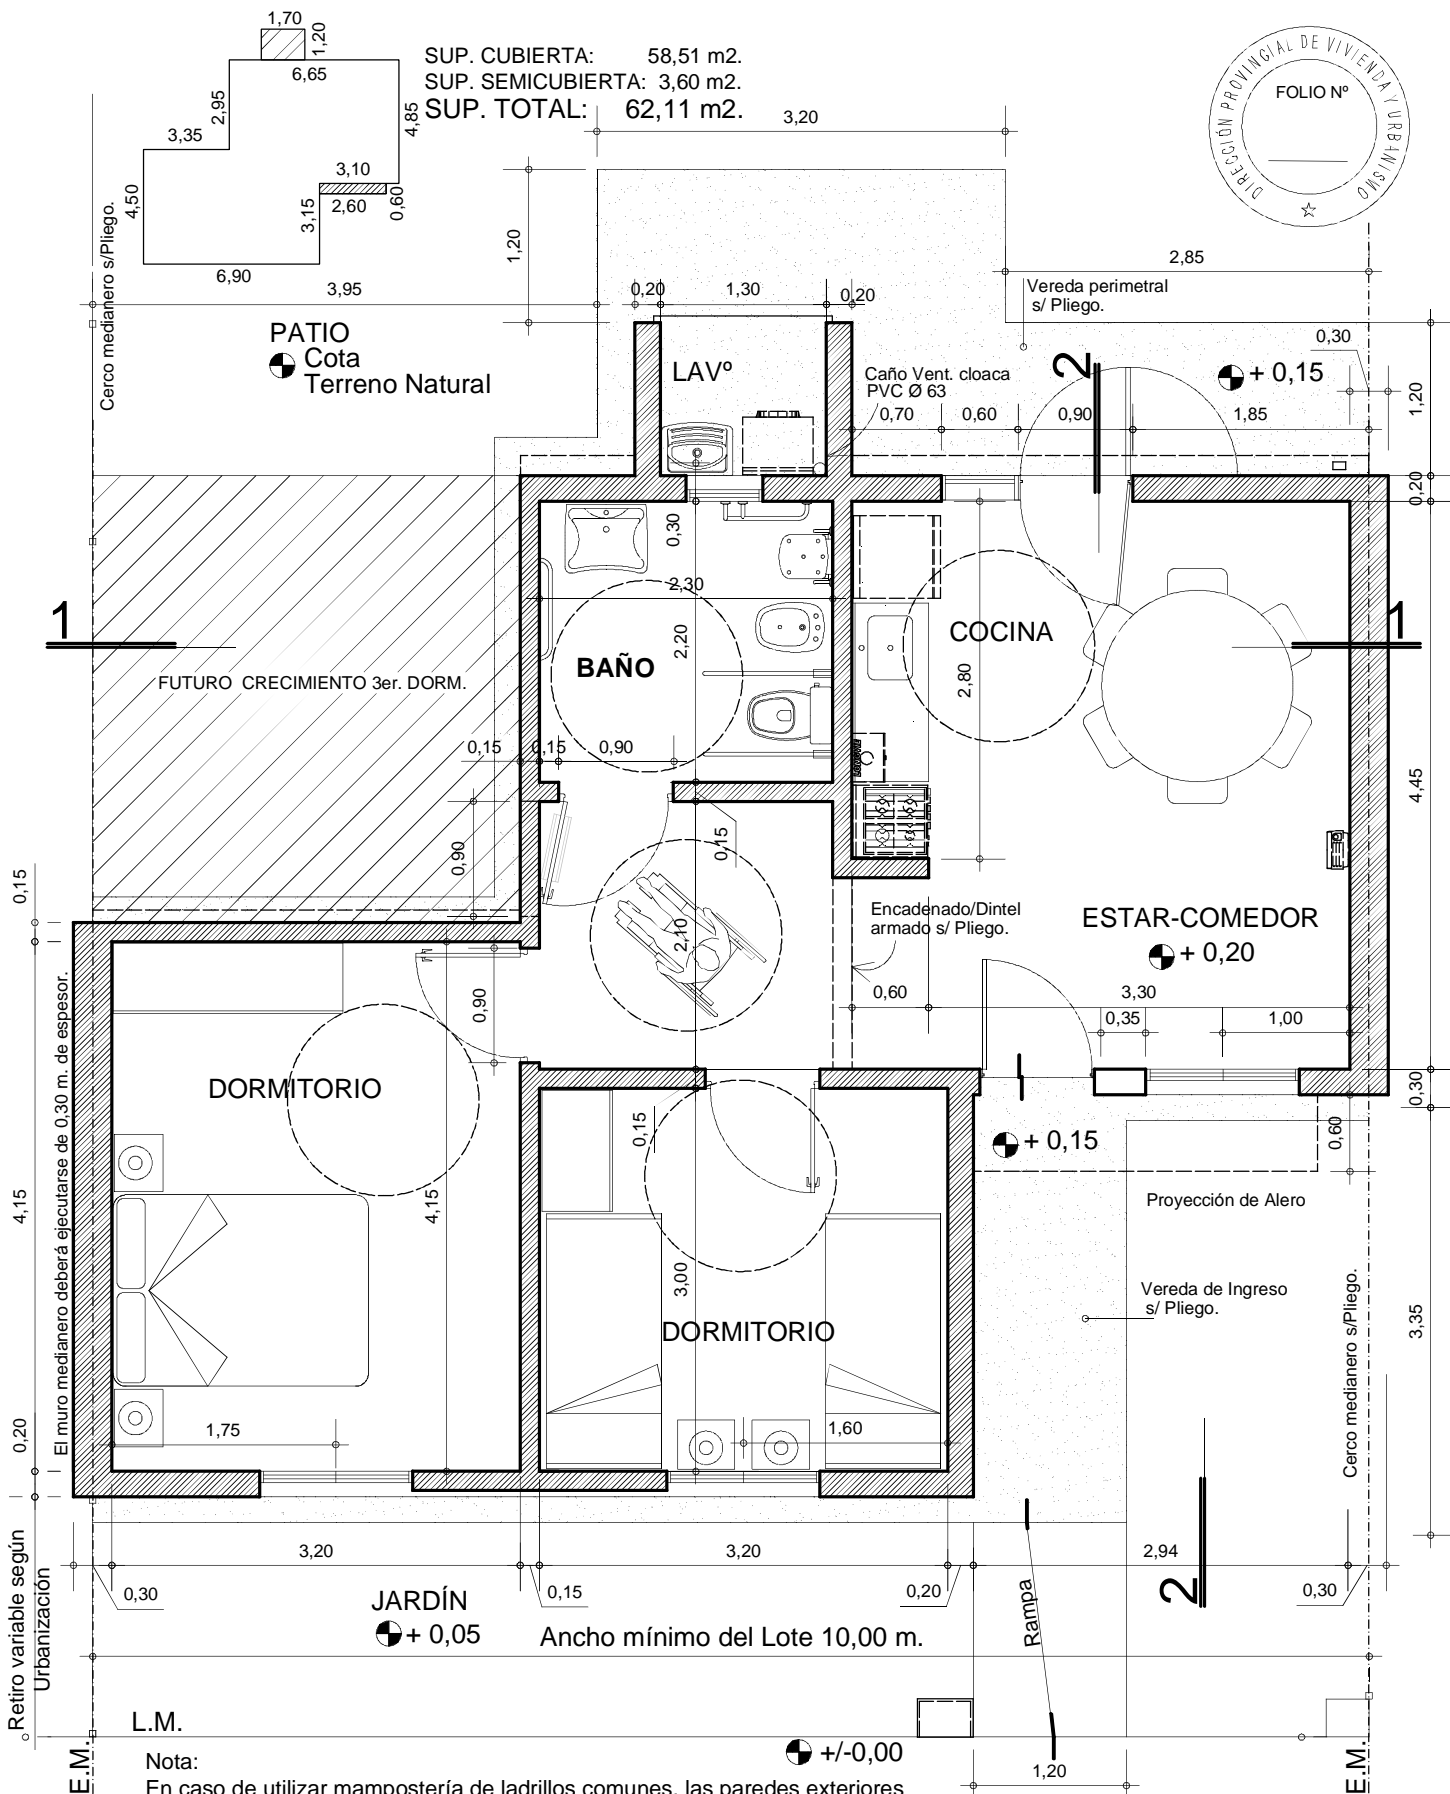 1,70
1,20
6,65
2,95
4,85
3,35
3,10
4,50
3,15
2,60
0,60
6,90
SUP. CUBIERTA: 58,51 m2.
SUP. SEMICUBIERTA: 3,60 m2.
SUP. TOTAL: 62,11 m2.
DIRECCIÓN PROVINCIAL DE VIVIENDA Y URBANISMO
FOLIO Nº
3,20
1,20
2,85
Cerco medianero s/Pliego.
3,95
0,20
1,30
0,20
Vereda perimetral
s/ Pliego.
PATIO
Cota
Terreno Natural
LAVº
Caño Vent. cloaca
PVC Ø 63
2
+ 0,15
0,30
1,20
0,70
0,60
0,90
1,85
0,20
0,30
2,30
2,20
1
1
BAÑO
COCINA
2,80
FUTURO CRECIMIENTO 3er. DORM.
0,15
0,15
0,90
4,45
0,90
0,15
0,15
2,10
Encadenado/Dintel
armado s/ Pliego.
ESTAR-COMEDOR
+ 0,20
0,60
3,30
0,35
1,00
0,90
DORMITORIO
0,15
0,30
+ 0,15
0,60
El muro medianero deberá ejecutarse de 0,30 m. de espesor.
4,15
4,15
Proyección de Alero
3,00
Vereda de Ingreso
s/ Pliego.
DORMITORIO
3,35
Cerco medianero s/Pliego.
0,20
1,75
1,60
Retiro variable según
Urbanización
3,20
3,20
2,94
0,30
0,15
0,20
0,30
2
JARDÍN
+ 0,05
Ancho mínimo del Lote 10,00 m.
Rampa
L.M.
E.M.
+/-0,00
1,20
E.M.
Nota:
En caso de utilizar mampostería de ladrillos comunes, las paredes exteriores